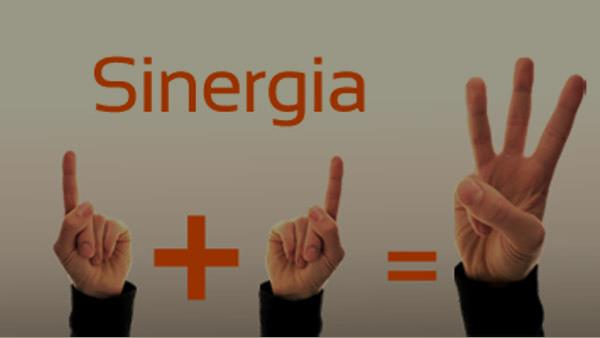 Sinergia
+ =